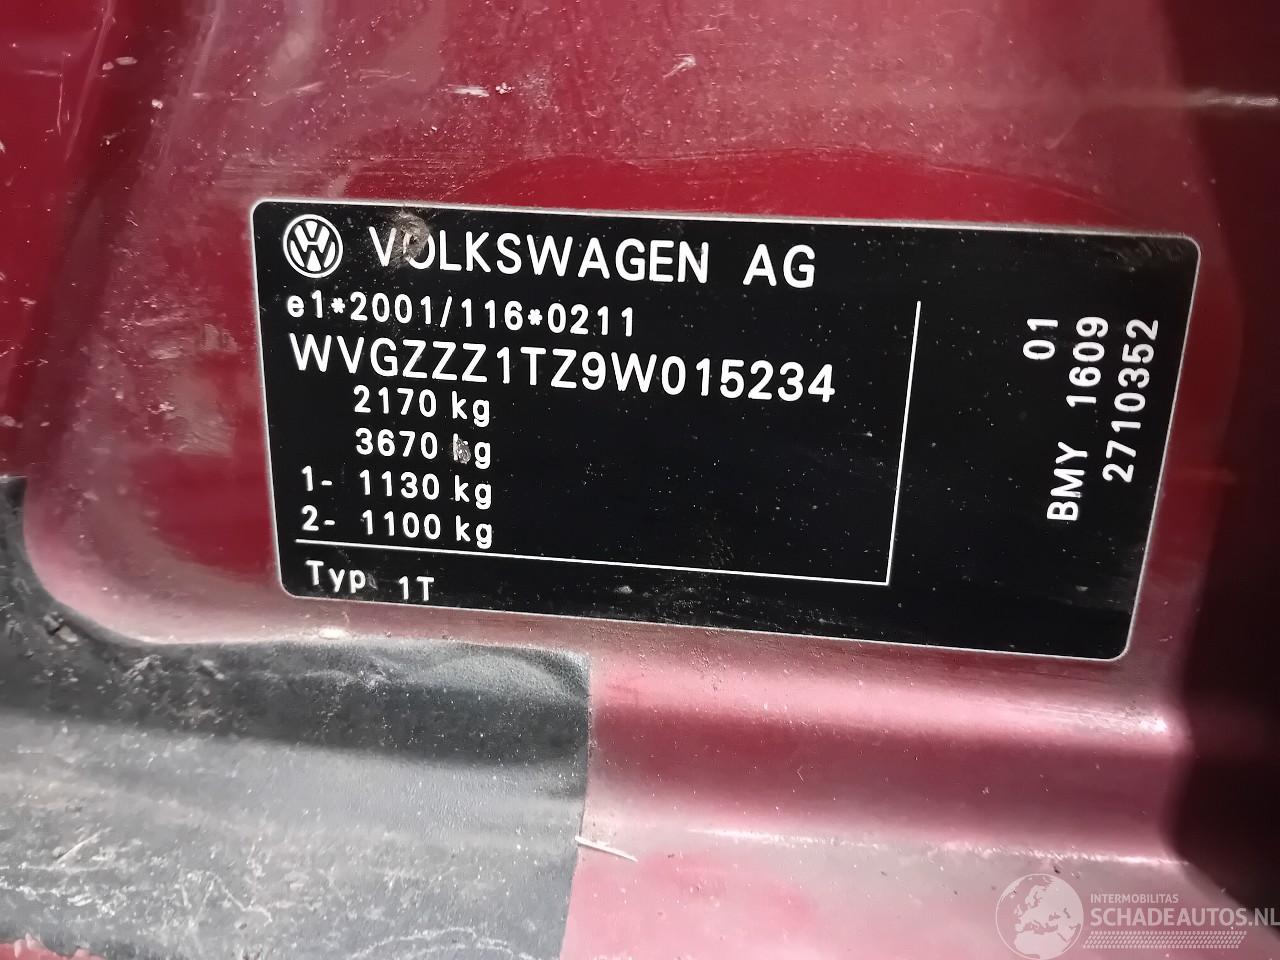 VOLKSWAGEN AG
e1*2001/116*0211
WVGZZZ1TZ9W015234
2170 kg
3670 kg
1- 1130 kg
2- 1100 kg
Typ 1T
01
BMY 1609
2710352
INTERMOBILITAS
SCHADEAUTOS.NL